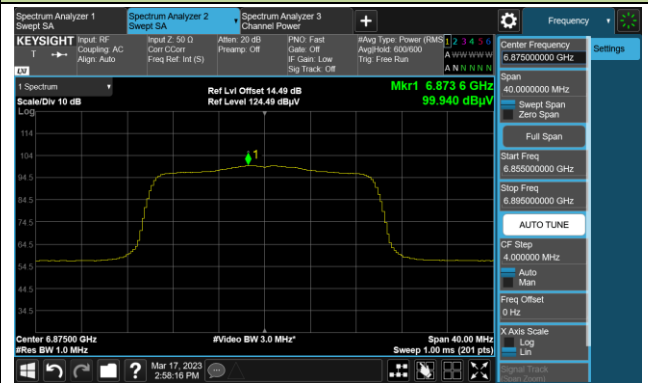 Spectrum Analyzer 1
Swept SA
Spectrum Analyzer 2
Swept SA
Spectrum Analyzer 3
Channel Power
Frequency
KEYSIGHT
T
LXI
Input: RF
Coupling: AC
Align: Auto
Input Z: 50 Ω
Corr CCorr
Freq Ref: Int (S)
Atten: 20 dB
Preamp: Off
PNO: Fast
Gate: Off
IF Gain: Low
Sig Track: Off
#Avg Type: Power (RMS
Avg|Hold: 600/600
Trig: Free Run
1 2 3 4 5 6
A W W W W W
A N N N N N
Center Frequency
6.875000000 GHz
Settings
Span
40.0000000 MHz
Swept Span
Zero Span
Full Span
Start Freq
6.855000000 GHz
Stop Freq
6.895000000 GHz
AUTO TUNE
CF Step
4.000000 MHz
Auto
Man
Freq Offset
0 Hz
X Axis Scale
Log
Lin
Signal Track
(Span Zoom)
1 Spectrum
Scale/Div 10 dB
Log
Ref Lvl Offset 14.49 dB
Ref Level 124.49 dBµV
Mkr1 6.873 6 GHz
99.940 dBµV
114
104
94.5
84.5
74.5
64.5
54.5
44.5
34.5
1
Center 6.87500 GHz
#Res BW 1.0 MHz
#Video BW 3.0 MHz*
Span 40.00 MHz
Sweep 1.00 ms (201 pts)
?
Mar 17, 2023
2:58:16 PM